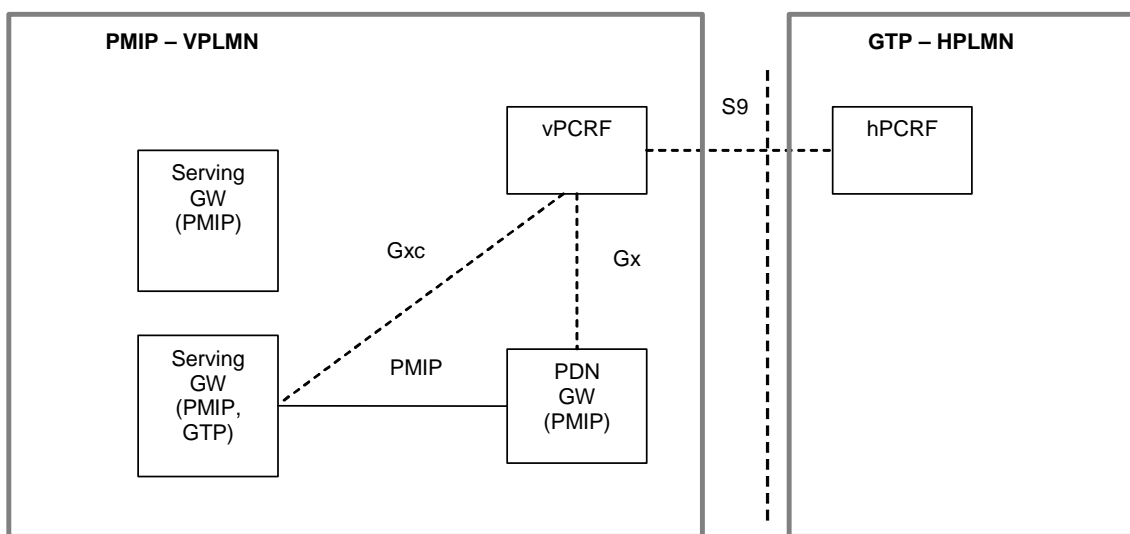 PMIP – VPLMN
GTP – HPLMN
S9
vPCRF
hPCRF
Serving
GW
(PMIP)
Gxc
Gx
Serving
GW
(PMIP,
GTP)
PMIP
PDN
GW
(PMIP)